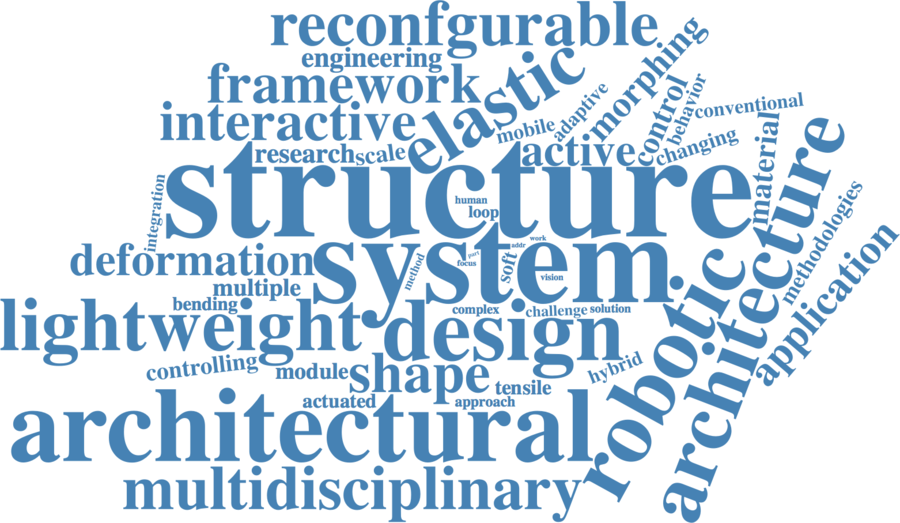 reconfgurable
engineering
framework
elastic
morphing
interactive
mobile
adaptive
control
behavior
conventional
research
scale
active
changing
material
structure
integration
human
loop
architecture
system
work
addr
part
focus
method
soft
vision
deformation
multiple
methodologies
bending
complex
challenge
solution
application
lightweight
design
robotic
controlling
module
shape
hybrid
tensile
actuated
approach
architectural
multidisciplinary